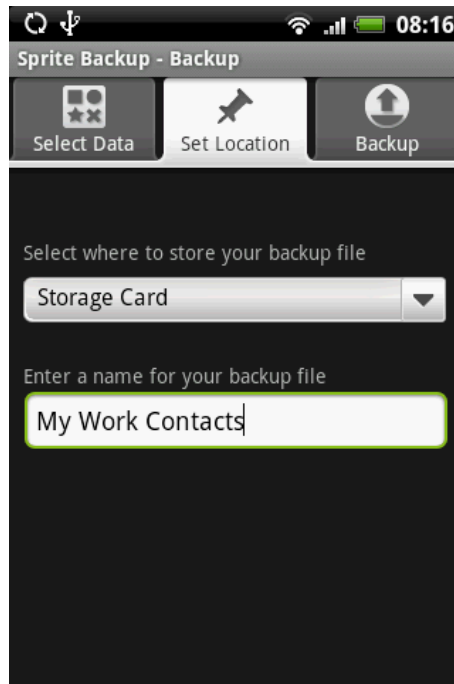 08:16
Sprite Backup - Backup
Select Data
Set Location
Backup
Select where to store your backup file
Storage Card
Enter a name for your backup file
My Work Contacts